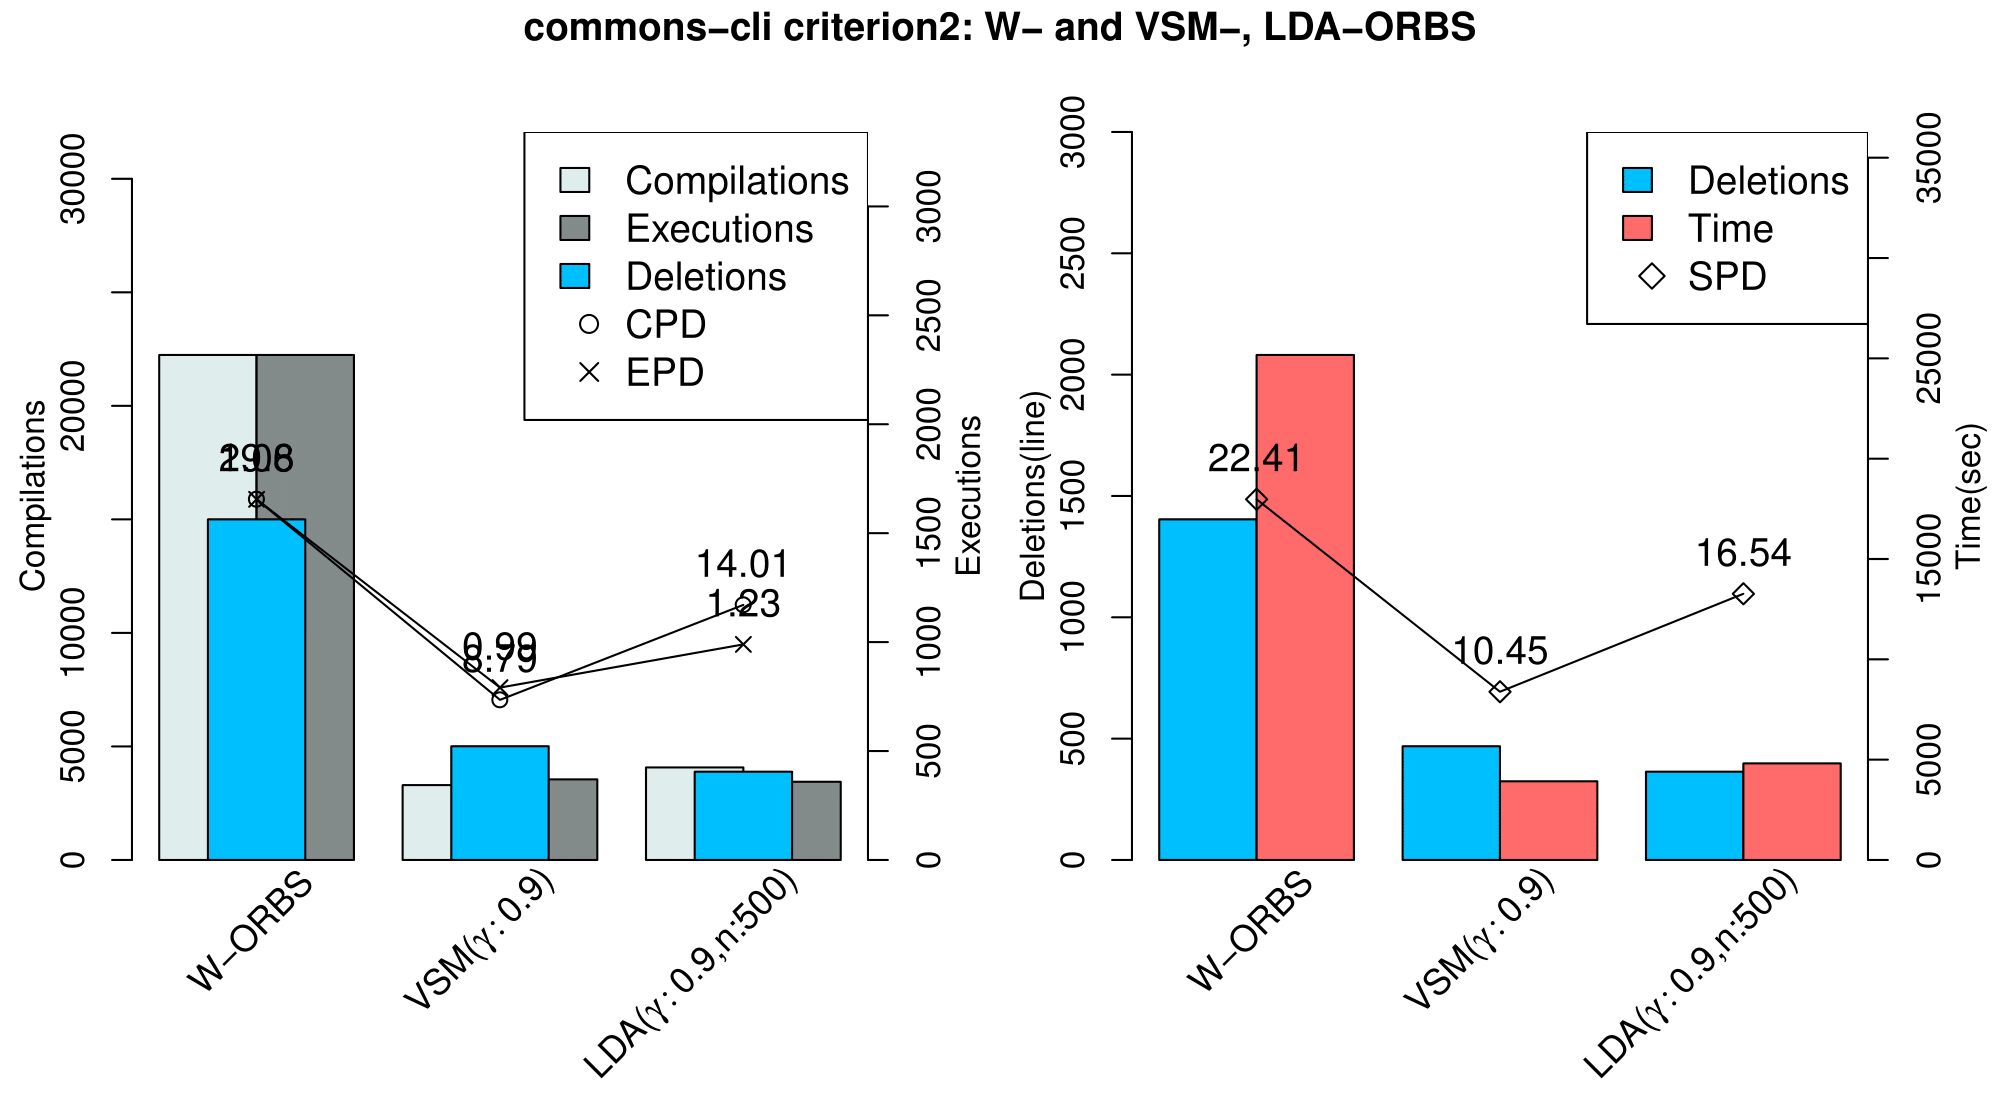 commons−cli criterion2: W− and VSM−, LDA−ORBS
Compilations
0
5000
10000
20000
30000
Compilations
Executions
Deletions
CPD
EPD
14.01
1.23
0.99
Executions
0
500
1000
1500
2000
2500
3000
W−ORBS
VSM(γ: 0.9)
LDA(γ: 0.9,n:500)
Deletions(line)
0
500
1000
1500
2000
2500
3000
Deletions
Time
SPD
22.41
10.45
16.54
Time(sec)
0
5000
15000
25000
35000
W−ORBS
VSM(γ: 0.9)
LDA(γ: 0.9,n:500)